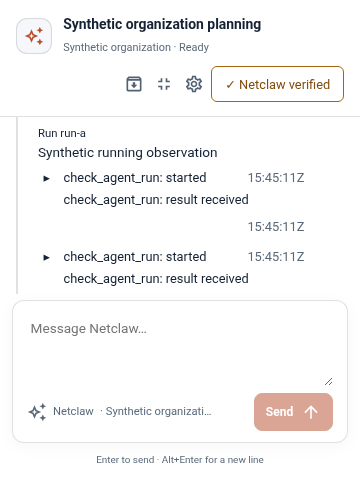 Synthetic organization planning
Synthetic organization · Ready
✓ Netclaw verified
Run run-a
Synthetic running observation
► check_agent_run: started 15:45:11Z
check_agent_run: result received
15:45:11Z
► check_agent_run: started 15:45:11Z
check_agent_run: result received
Message Netclaw…
Netclaw · Synthetic organizati…
Send
Enter to send · Alt+Enter for a new line